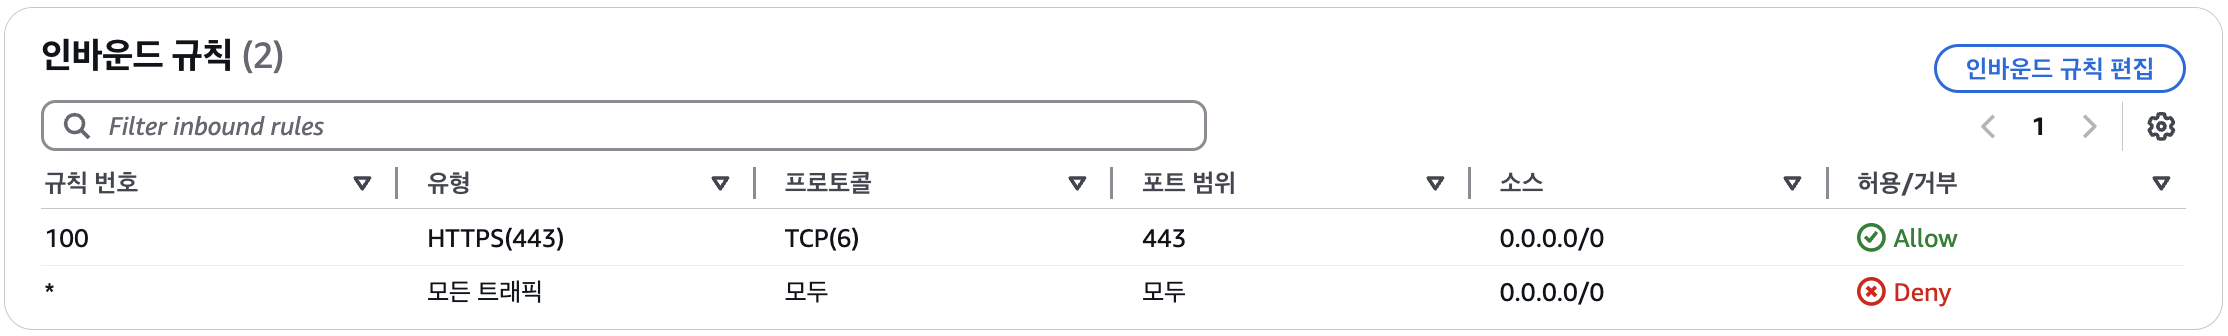 인바운드 규칙 (2)
인바운드 규칙 편집
Filter inbound rules
1
규칙 번호 유형 프로토콜 포트 범위 소스 허용/거부
100 HTTPS(443) TCP(6) 443 0.0.0.0/0 Allow
* 모든 트래픽 모두 모두 0.0.0.0/0 Deny